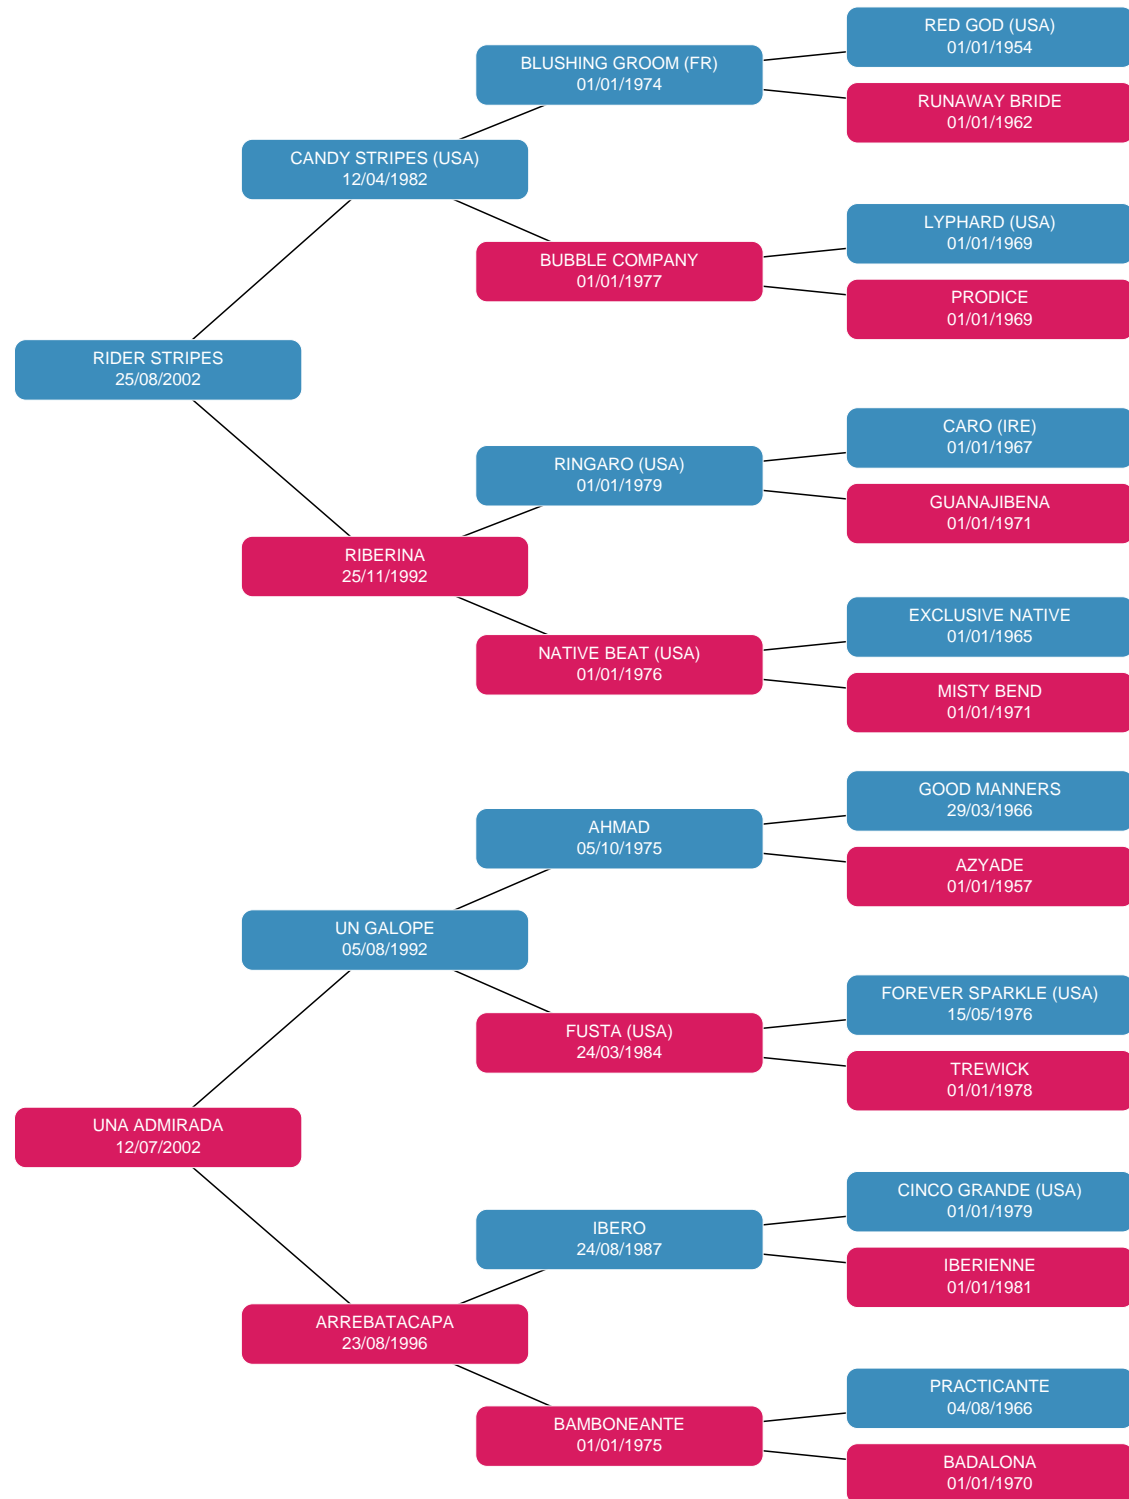 RED GOD (USA)
01/01/1954
BLUSHING GROOM (FR)
01/01/1974
RUNAWAY BRIDE
01/01/1962
CANDY STRIPES (USA)
12/04/1982
LYPHARD (USA)
01/01/1969
BUBBLE COMPANY
01/01/1977
PRODICE
01/01/1969
RIDER STRIPES
25/08/2002
CARO (IRE)
01/01/1967
RINGARO (USA)
01/01/1979
GUANAJIBENA
01/01/1971
RIBERINA
25/11/1992
EXCLUSIVE NATIVE
01/01/1965
NATIVE BEAT (USA)
01/01/1976
MISTY BEND
01/01/1971
GOOD MANNERS
29/03/1966
AHMAD
05/10/1975
AZYADE
01/01/1957
UN GALOPE
05/08/1992
FOREVER SPARKLE (USA)
15/05/1976
FUSTA (USA)
24/03/1984
TREWICK
01/01/1978
UNA ADMIRADA
12/07/2002
CINCO GRANDE (USA)
01/01/1979
IBERO
24/08/1987
IBERIENNE
01/01/1981
ARREBATACAPA
23/08/1996
PRACTICANTE
04/08/1966
BAMBONEANTE
01/01/1975
BADALONA
01/01/1970